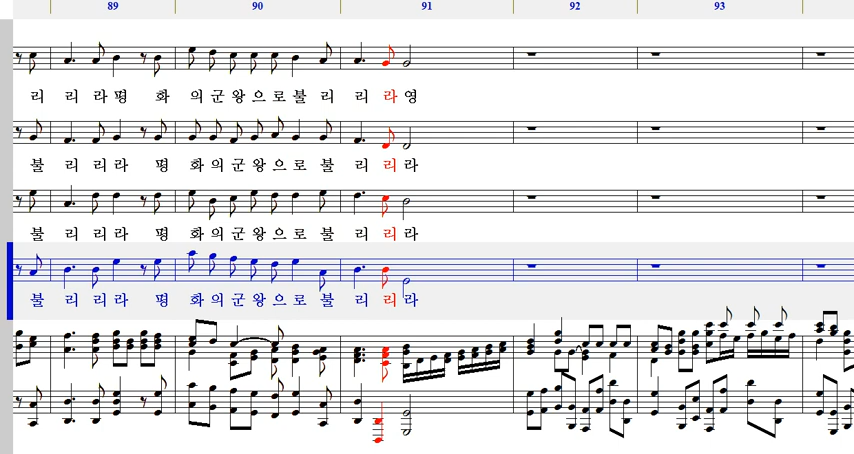 89 90 91 92 93
리 리 라 평 화 의 군 왕 으 로 불 리 리 라 영
불 리 리 라 평 화 의 군 왕 으 로 불 리 리 라
불 리 리 라 평 화 의 군 왕 으 로 불 리 리 라
불 리 리 라 평 화 의 군 왕 으 로 불 리 리 라